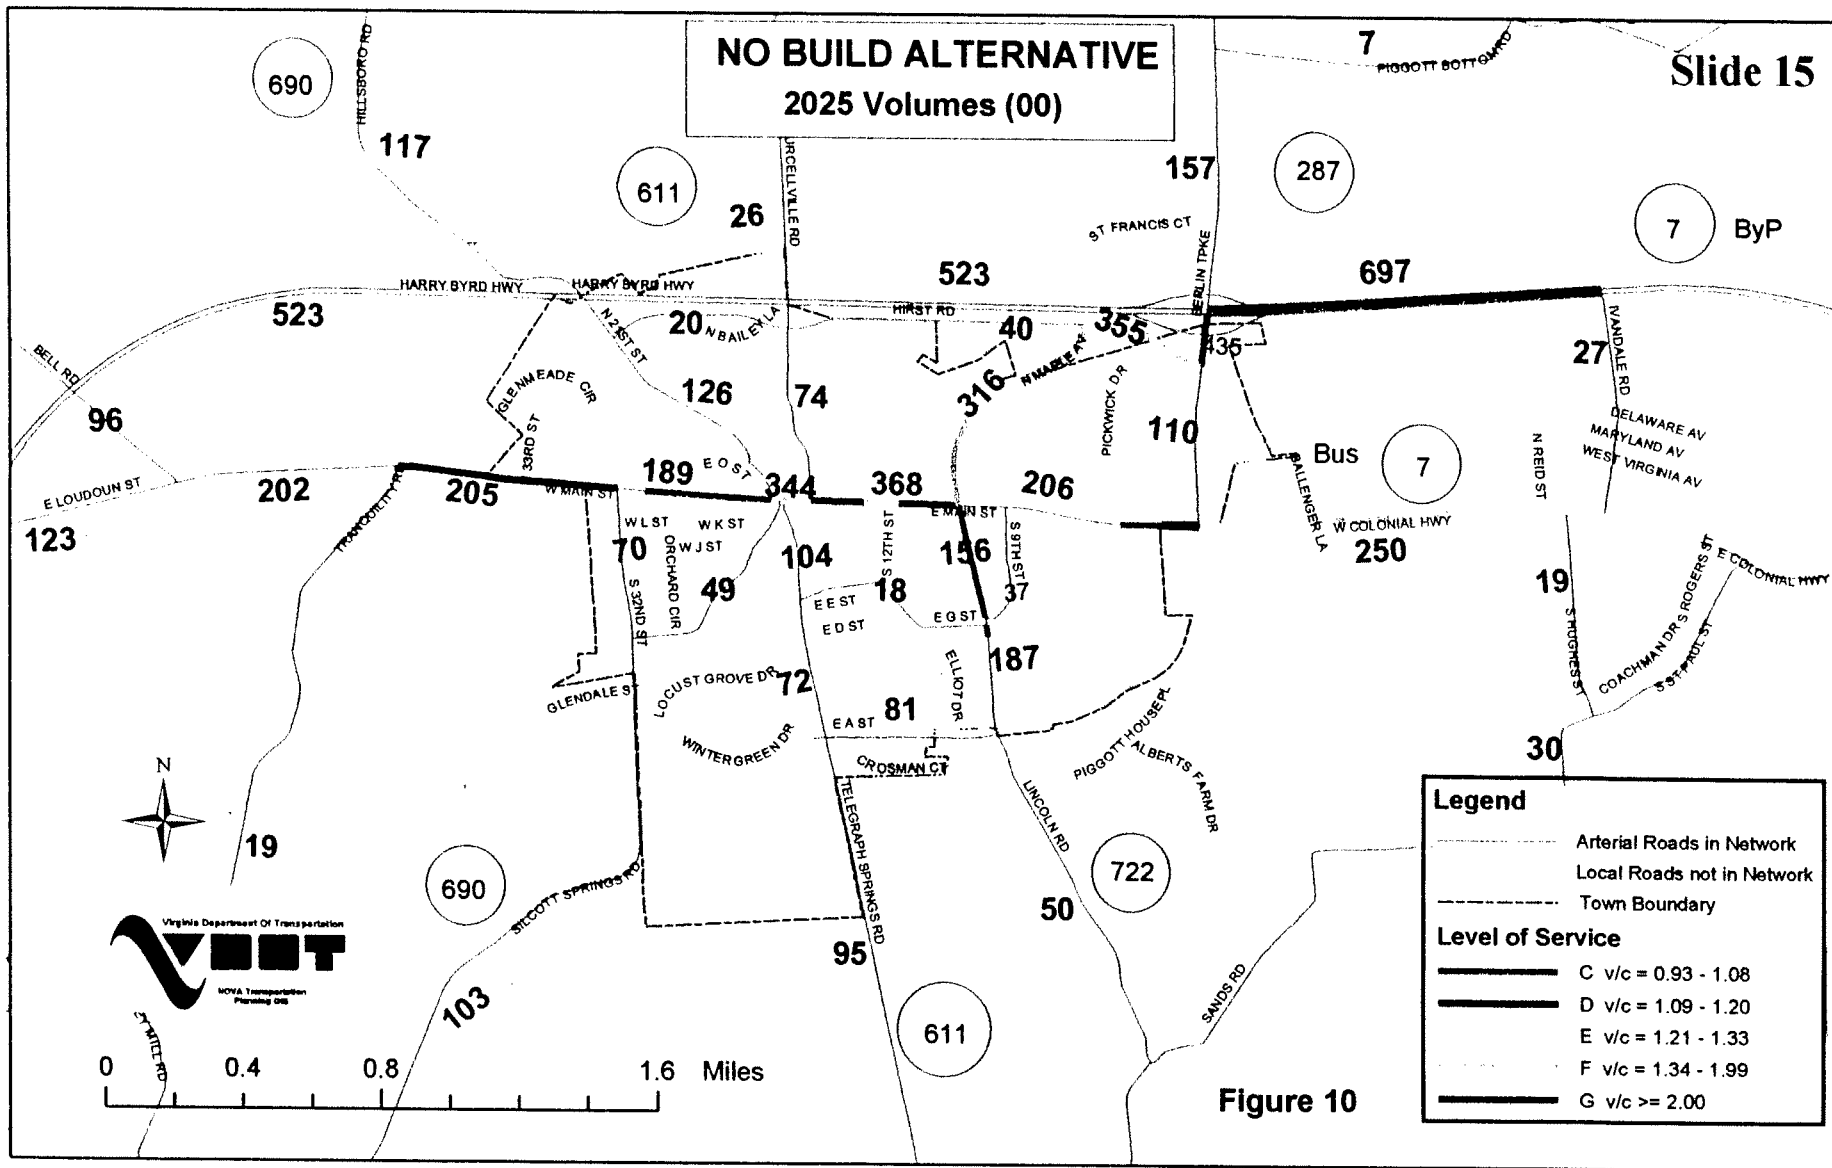 NO BUILD ALTERNATIVE
2025 Volumes (00)
Slide 15
7
PIGGOTT BOTTOM RD
690
HILLSBORO RD
117
611
26
URCELLVILLE RD
157
287
7 ByP
ST FRANCIS CT
BERLIN TPKE
523
697
HARRY BYRD HWY
HARRY BYRD HWY
523
N 21ST ST
20
N BAILEY LA
HIRST RD
40
355
435
27
IVANDALE RD
BELL RD
96
GLENMEADE CIR
33RD ST
126
74
316
N MAPLE AV
PICKWICK DR
110
DELAWARE AV
MARYLAND AV
WEST VIRGINIA AV
N REID ST
Bus 7
BALLENGER LA
E LOUDOUN ST
202
123
TRANQUILITY R
205
W MAIN ST
189
E O ST
344
368
E MAIN ST
206
W COLONIAL HWY
250
W L ST
W K ST
W J ST
70
ORCHARD CIR
S 32ND ST
49
104
S 12TH ST
18
156
S 9TH ST
37
E E ST
E D ST
E G ST
19
S HUGHES ST
S ROGERS ST
E COLONIAL HWY
COACHMAN DR
S ST PAUL ST
187
ELLIOT DR
LOCUST GROVE DR
72
GLENDALE ST
81
E A ST
WINTERGREEN DR
CROSMAN CT
PIGGOTT HOUSE PL
ALBERTS FARM DR
30
N
19
TELEGRAPH SPRINGS RD
LINCOLN RD
722
50
690
SILCOTT SPRINGS RD
95
103
611
SANDS RD
Virginia Department Of Transportation
VDOT
NOVA Transportation
Planning GIS
EY MILL RD
0 0.4 0.8 1.6 Miles
Figure 10
Legend
Arterial Roads in Network
Local Roads not in Network
Town Boundary
Level of Service
C v/c = 0.93 - 1.08
D v/c = 1.09 - 1.20
E v/c = 1.21 - 1.33
F v/c = 1.34 - 1.99
G v/c >= 2.00